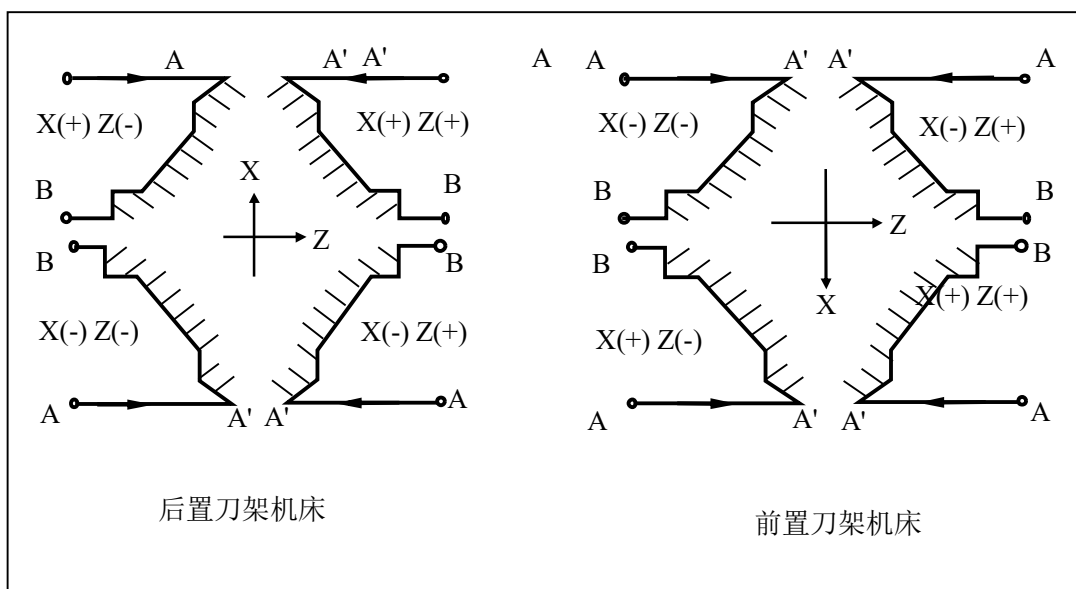 A A' A' A A A' A' A
X(+) Z(-) X(+) Z(+) X(-) Z(-) X(-) Z(+)
X
B B B B
Z Z
B B B B
X(+) Z(+)
X
X(-) Z(-) X(-) Z(+) X(+) Z(-)
A A' A' A A A' A' A
后置刀架机床 前置刀架机床